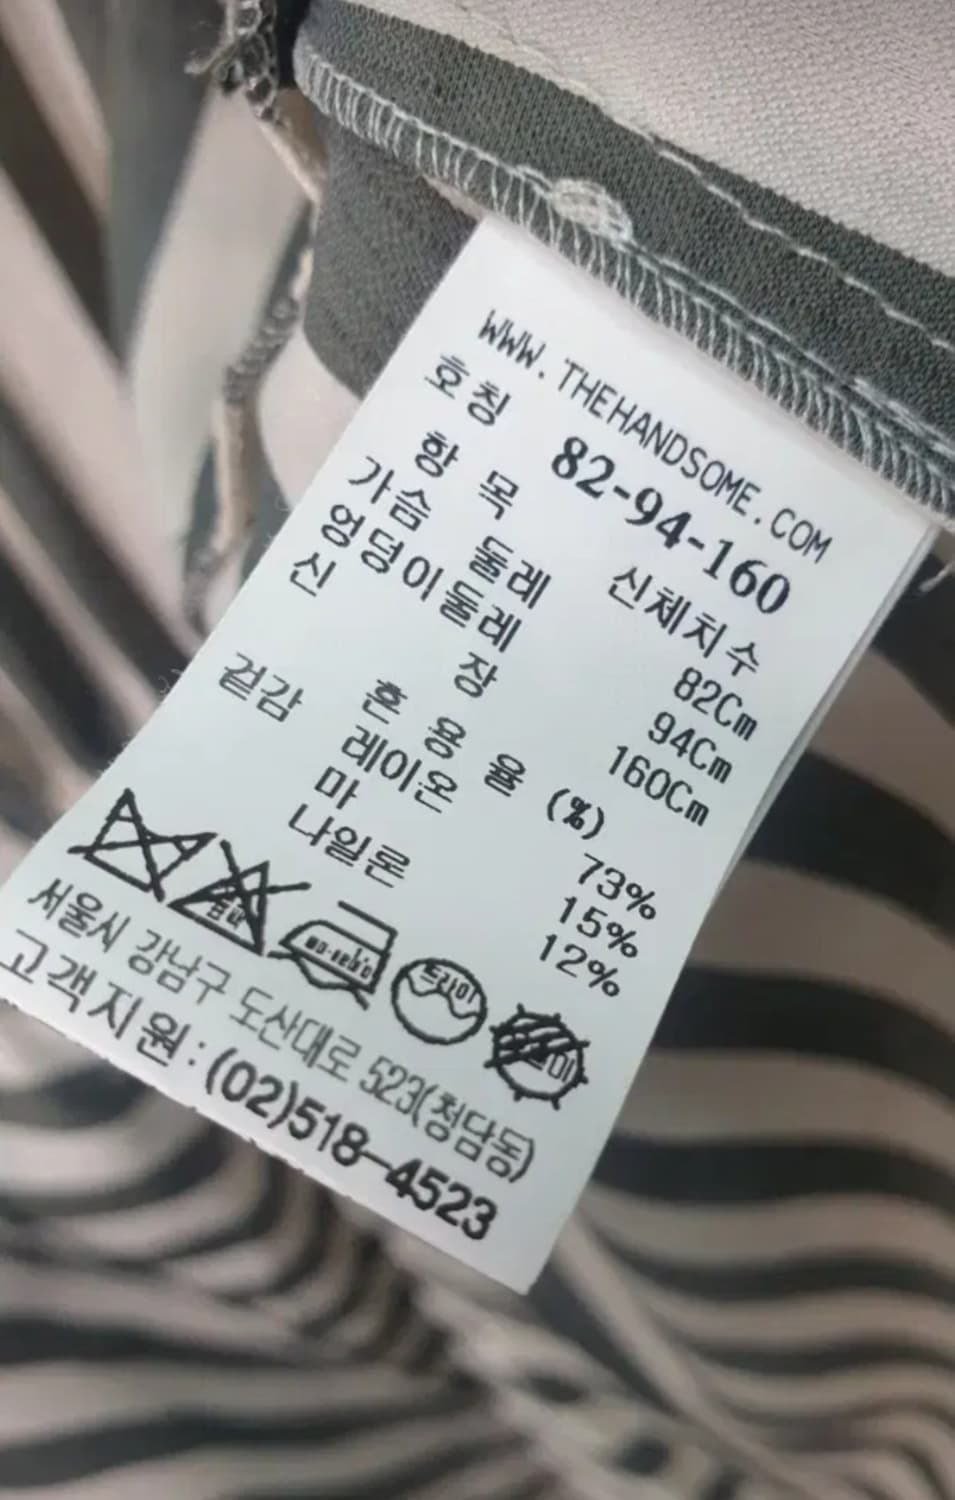 WWW.THEHANDSOME.COM
호칭 82-94-160
항 목 신체치수
가슴 둘레 82Cm
엉덩이둘레 94Cm
신 장 160Cm
혼 용 율 (%)
겉감 레이온 73%
마 15%
나일론 12%
드라이
서울시 강남구 도산대로 523(청담동)
고객지원:(02)518-4523